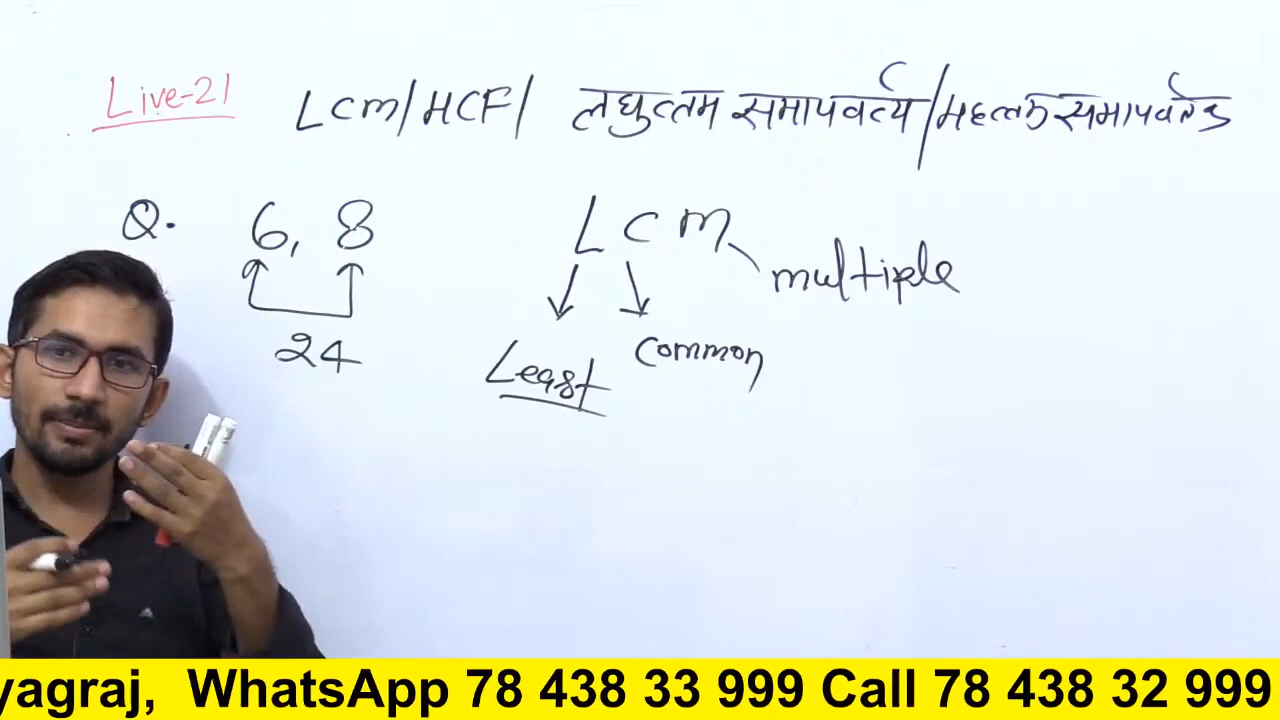 Live-21
LCM/HCF/ लघुत्तम समापवर्त्य/महत्तम समापवर्तक
Q. 6, 8
24
LCM
multiple
Least
Common
yagraj, WhatsApp 78 438 33 999 Call 78 438 32 999